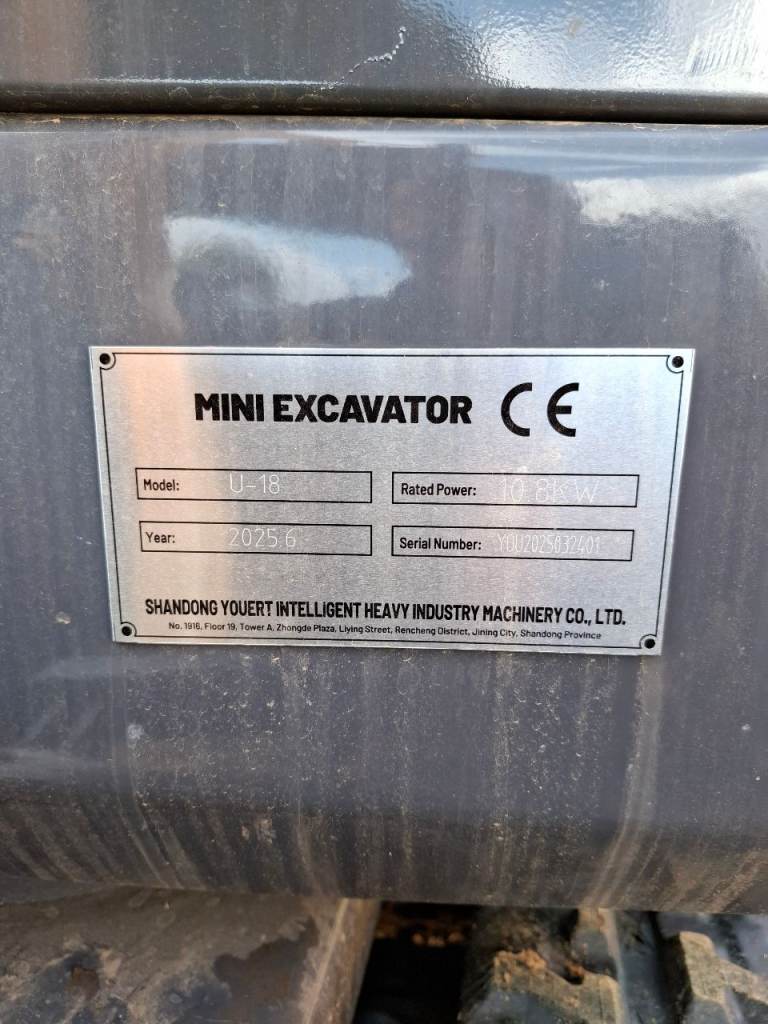 MINI EXCAVATOR CE
Model: U-18 Rated Power: 10.8KW
Year: 2025.6 Serial Number: YOU2025032401
SHANDONG YOUERT INTELLIGENT HEAVY INDUSTRY MACHINERY CO., LTD.
No. 1916, Floor 19, Tower A, Zhongde Plaza, Liying Street, Rencheng District, Jining City, Shandong Province